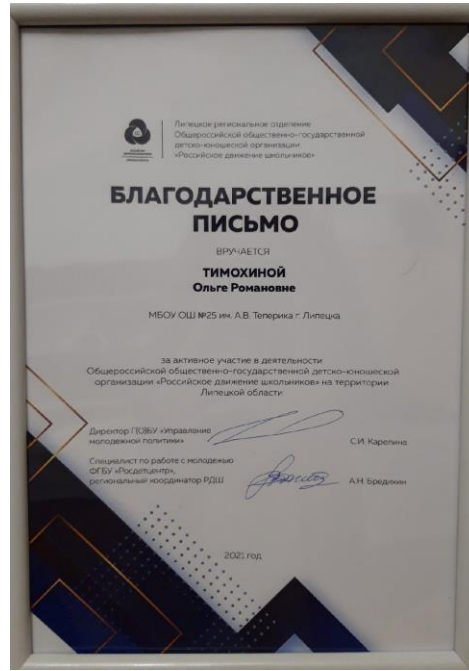 Липецкое региональное отделение
Общероссийской общественно-государственной
детско-юношеской организации
«Российское движение школьников»
БЛАГОДАРСТВЕННОЕ
ПИСЬМО
ВРУЧАЕТСЯ
ТИМОХИНОЙ
Ольге Романовне
МБОУ ОШ №25 им. А.В. Теперика г. Липецка
за активное участие в деятельности
Общероссийской общественно-государственной детско-юношеской
организации «Российское движение школьников» на территории
Липецкой области
Директор Г(О)БУ «Управление
молодежной политики»
С.И. Карелина
Специалист по работе с молодежью
ФГБУ «Росдетцентр»,
региональный координатор РДШ
А.Н. Бредихин
2021 год